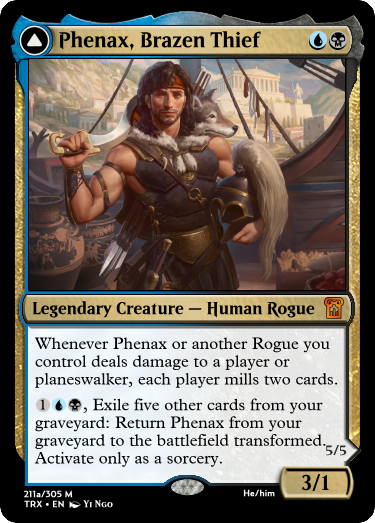 Phenax, Brazen Thief
Legendary Creature — Human Rogue
Whenever Phenax or another Rogue you
control deals damage to a player or
planeswalker, each player mills two cards.
1, Exile five other cards from your
graveyard: Return Phenax from your
graveyard to the battlefield transformed.
Activate only as a sorcery.
5/5
3/1
211a/305 M
TRX • EN Yi Ngo
He/him